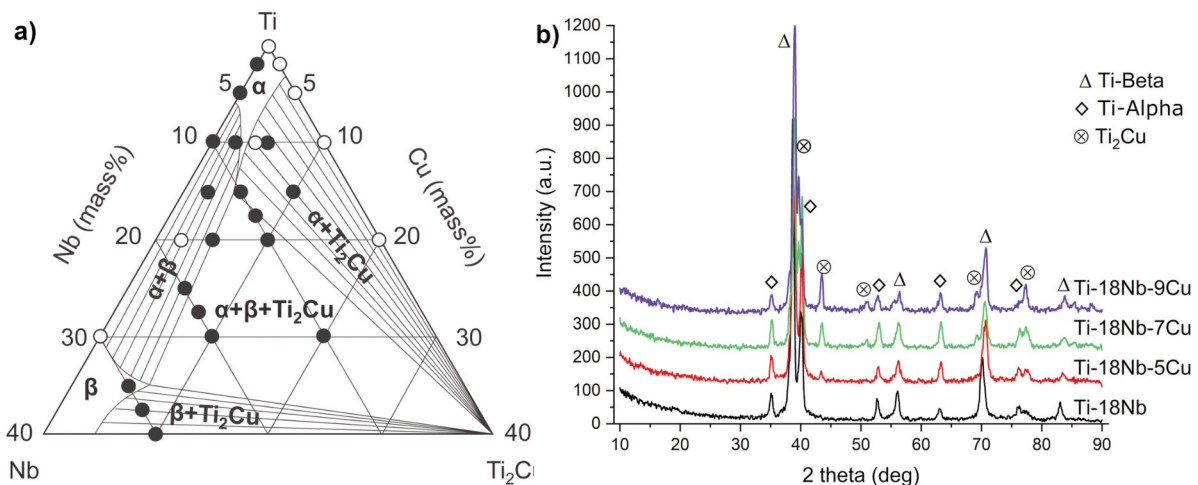 a)
Ti
5
α
5
10
10
Nb (mass%)
Cu (mass%)
20
20
α+β
α+Ti₂Cu
α+β+Ti₂Cu
30
30
β
β+Ti₂Cu
40
40
Nb
Ti₂C
b)
1200
1100
1000
900
800
700
600
500
400
300
200
100
0
Intensity (a.u.)
Δ Ti-Beta
◇ Ti-Alpha
⊗ Ti₂Cu
Ti-18Nb-9Cu
Ti-18Nb-7Cu
Ti-18Nb-5Cu
Ti-18Nb
10 20 30 40 50 60 70 80 90
2 theta (deg)